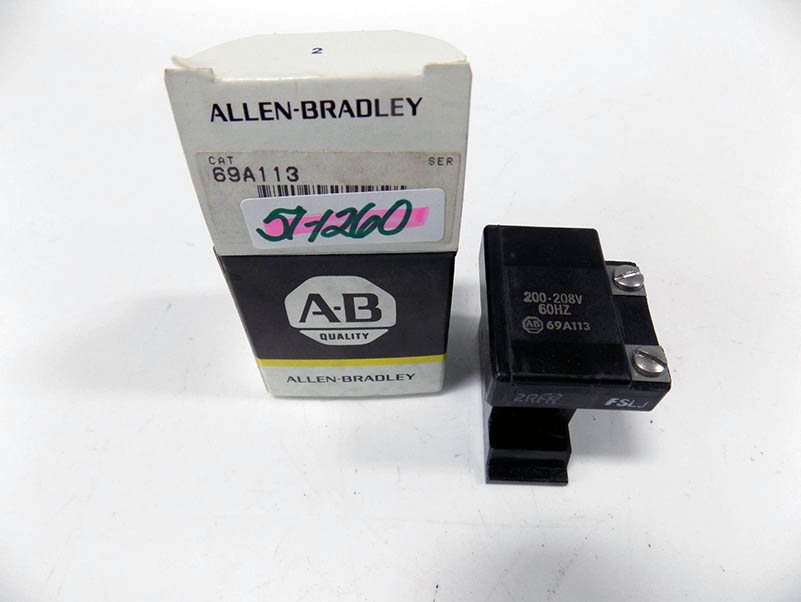 2
ALLEN-BRADLEY
CAT SER
69A113
57-1260
A-B
QUALITY
ALLEN-BRADLEY
200-208V
60HZ
AB 69A113
FSLJ